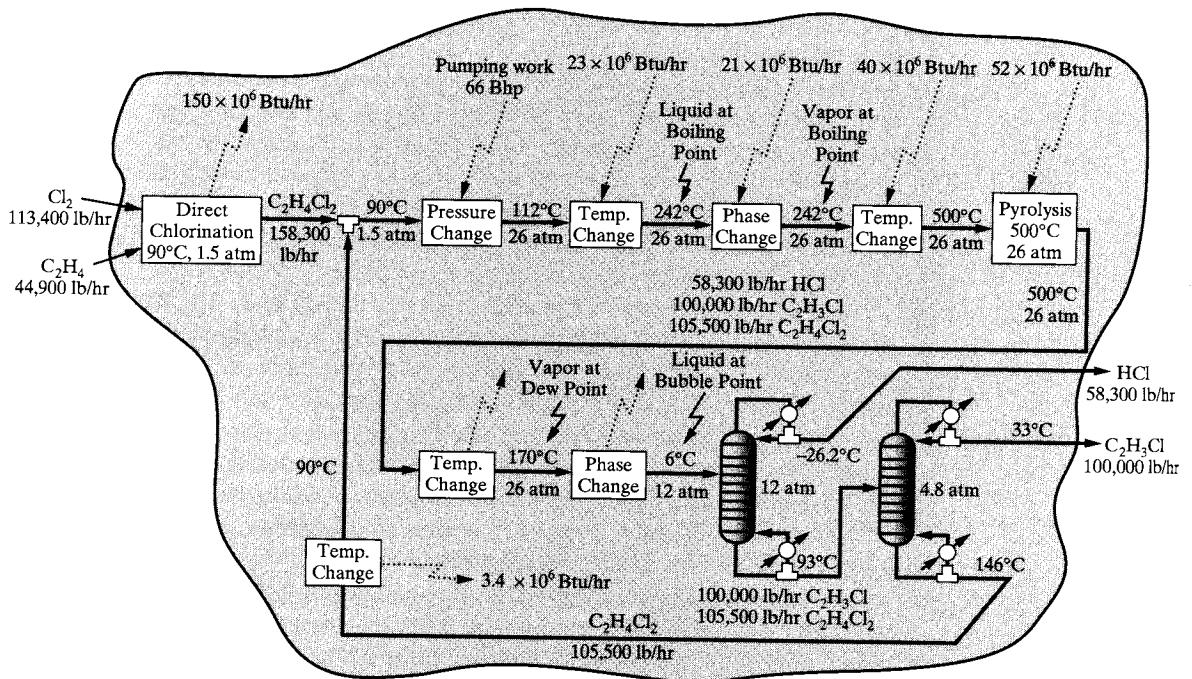 Pumping work
66 Bhp
23 × 10⁶ Btu/hr
21 × 10⁶ Btu/hr
40 × 10⁶ Btu/hr
52 × 10⁶ Btu/hr
150 × 10⁶ Btu/hr
Liquid at
Boiling
Point
Vapor at
Boiling
Point
Cl₂
113,400 lb/hr
C₂H₄
44,900 lb/hr
Direct
Chlorination
90°C, 1.5 atm
C₂H₄Cl₂
158,300
lb/hr
90°C
1.5 atm
Pressure
Change
112°C
26 atm
Temp.
Change
242°C
26 atm
Phase
Change
242°C
26 atm
Temp.
Change
500°C
26 atm
Pyrolysis
500°C
26 atm
58,300 lb/hr HCl
100,000 lb/hr C₂H₃Cl
105,500 lb/hr C₂H₄Cl₂
500°C
26 atm
Vapor at
Dew Point
Liquid at
Bubble Point
HCl
58,300 lb/hr
33°C
C₂H₃Cl
100,000 lb/hr
90°C
Temp.
Change
170°C
26 atm
Phase
Change
6°C
12 atm
–26.2°C
12 atm
4.8 atm
93°C
146°C
Temp.
Change
3.4 × 10⁶ Btu/hr
100,000 lb/hr C₂H₃Cl
105,500 lb/hr C₂H₄Cl₂
C₂H₄Cl₂
105,500 lb/hr